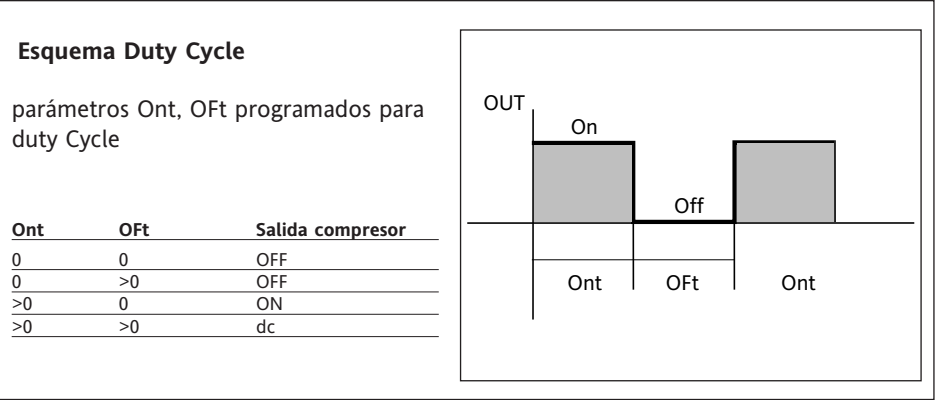 Esquema Duty Cycle
parámetros Ont, OFt programados para
duty Cycle
Ont OFt Salida compresor
0 0 OFF
0 >0 OFF
>0 0 ON
>0 >0 dc
OUT
On
Off
Ont OFt Ont